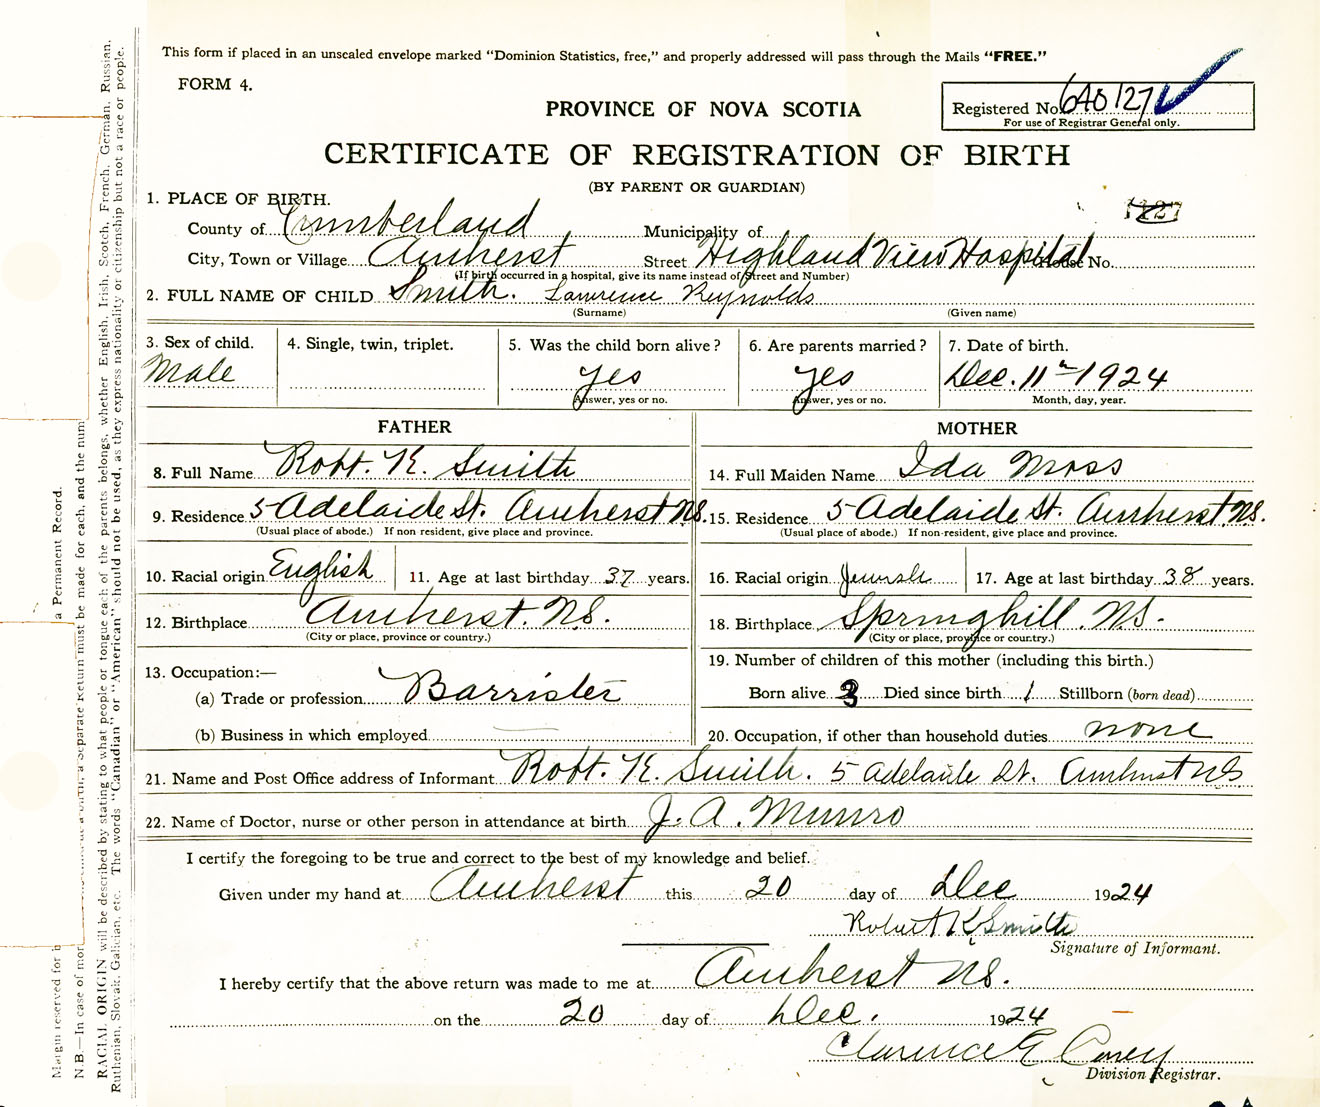 This form if placed in an unsealed envelope marked "Dominion Statistics, free," and properly addressed will pass through the Mails "FREE."
FORM 4.
Registered No. 640127
For use of Registrar General only.
PROVINCE OF NOVA SCOTIA
CERTIFICATE OF REGISTRATION OF BIRTH
(BY PARENT OR GUARDIAN)
1. PLACE OF BIRTH.
County of Cumberland Municipality of
City, Town or Village Amherst Street Highland View Hospital House No.
(If birth occurred in a hospital, give its name instead of Street and Number)
2. FULL NAME OF CHILD Smith. Lawrence Reynolds
(Surname) (Given name)
3. Sex of child. 4. Single, twin, triplet. 5. Was the child born alive? 6. Are parents married? 7. Date of birth.
Male yes yes Dec. 11th 1924
Answer, yes or no. Answer, yes or no. Month, day, year.
FATHER MOTHER
8. Full Name Robt. K. Smith 14. Full Maiden Name Ida Moss
9. Residence 5 Adelaide St. Amherst N.S. 15. Residence 5 Adelaide St. Amherst N.S.
(Usual place of abode.) If non resident, give place and province. (Usual place of abode.) If non-resident, give place and province.
10. Racial origin English 11. Age at last birthday 37 years. 16. Racial origin 17. Age at last birthday 38 years.
12. Birthplace Amherst. N.S. 18. Birthplace Springhill. N.S.
(City or place, province or country.) (City or place, province or country.)
19. Number of children of this mother (including this birth.)
13. Occupation:—
(a) Trade or profession Barrister Born alive 3 Died since birth 1 Stillborn (born dead)
(b) Business in which employed 20. Occupation, if other than household duties none
21. Name and Post Office address of Informant Robt. K. Smith. 5 Adelaide St. Amherst NS
22. Name of Doctor, nurse or other person in attendance at birth J. A. Munro
I certify the foregoing to be true and correct to the best of my knowledge and belief.
Given under my hand at Amherst this 20 day of Dec 1924
Robert K Smith
Signature of Informant.
I hereby certify that the above return was made to me at Amherst N.S.
on the 20 day of Dec. 1924
Clarence E Casey
Division Registrar.
Margin reserved for a Permanent Record.
N.B.—In case of mor a Separate Return must be made for each, and the num
RACIAL ORIGIN will be described by stating to what people or tongue each of the parents belongs, whether English, Irish, Scotch, French, German, Russian,
Ruthenian, Slovak, Galician, etc. The words "Canadian" or "American" should not be used, as they express nationality or citizenship but not a race or people.